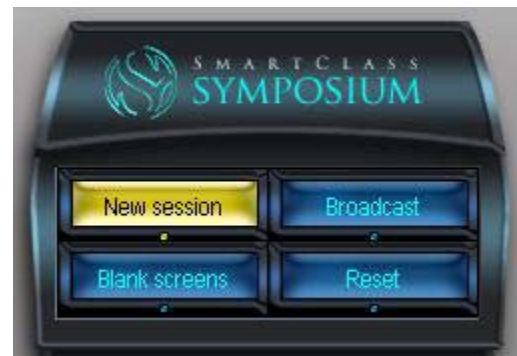 SMARTCLASS
SYMPOSIUM
New session Broadcast
Blank screens Reset